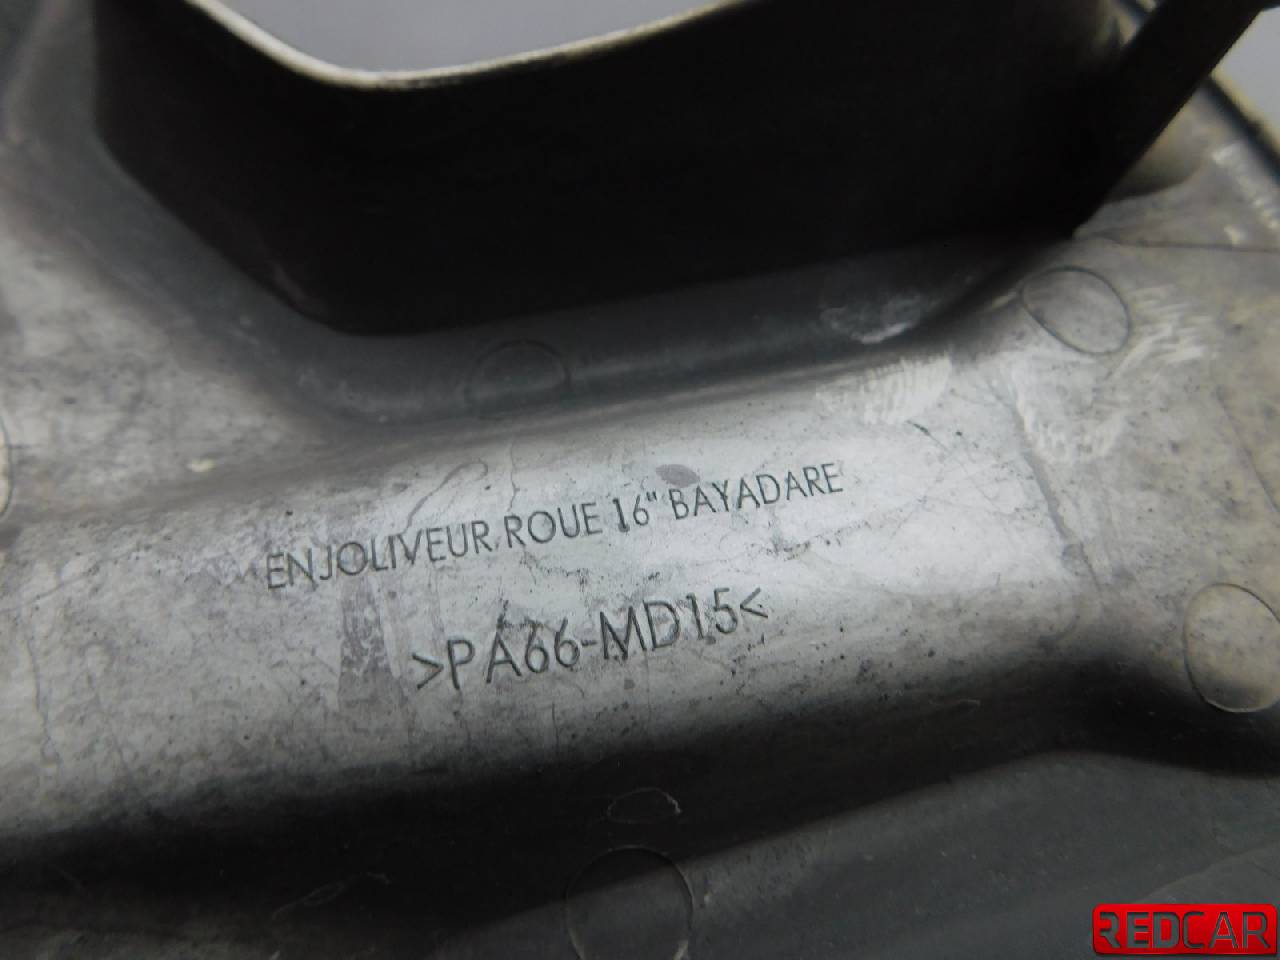 ENJOLIVEUR ROUE 16" BAYADARE
>PA66-MD15<
REDCAR